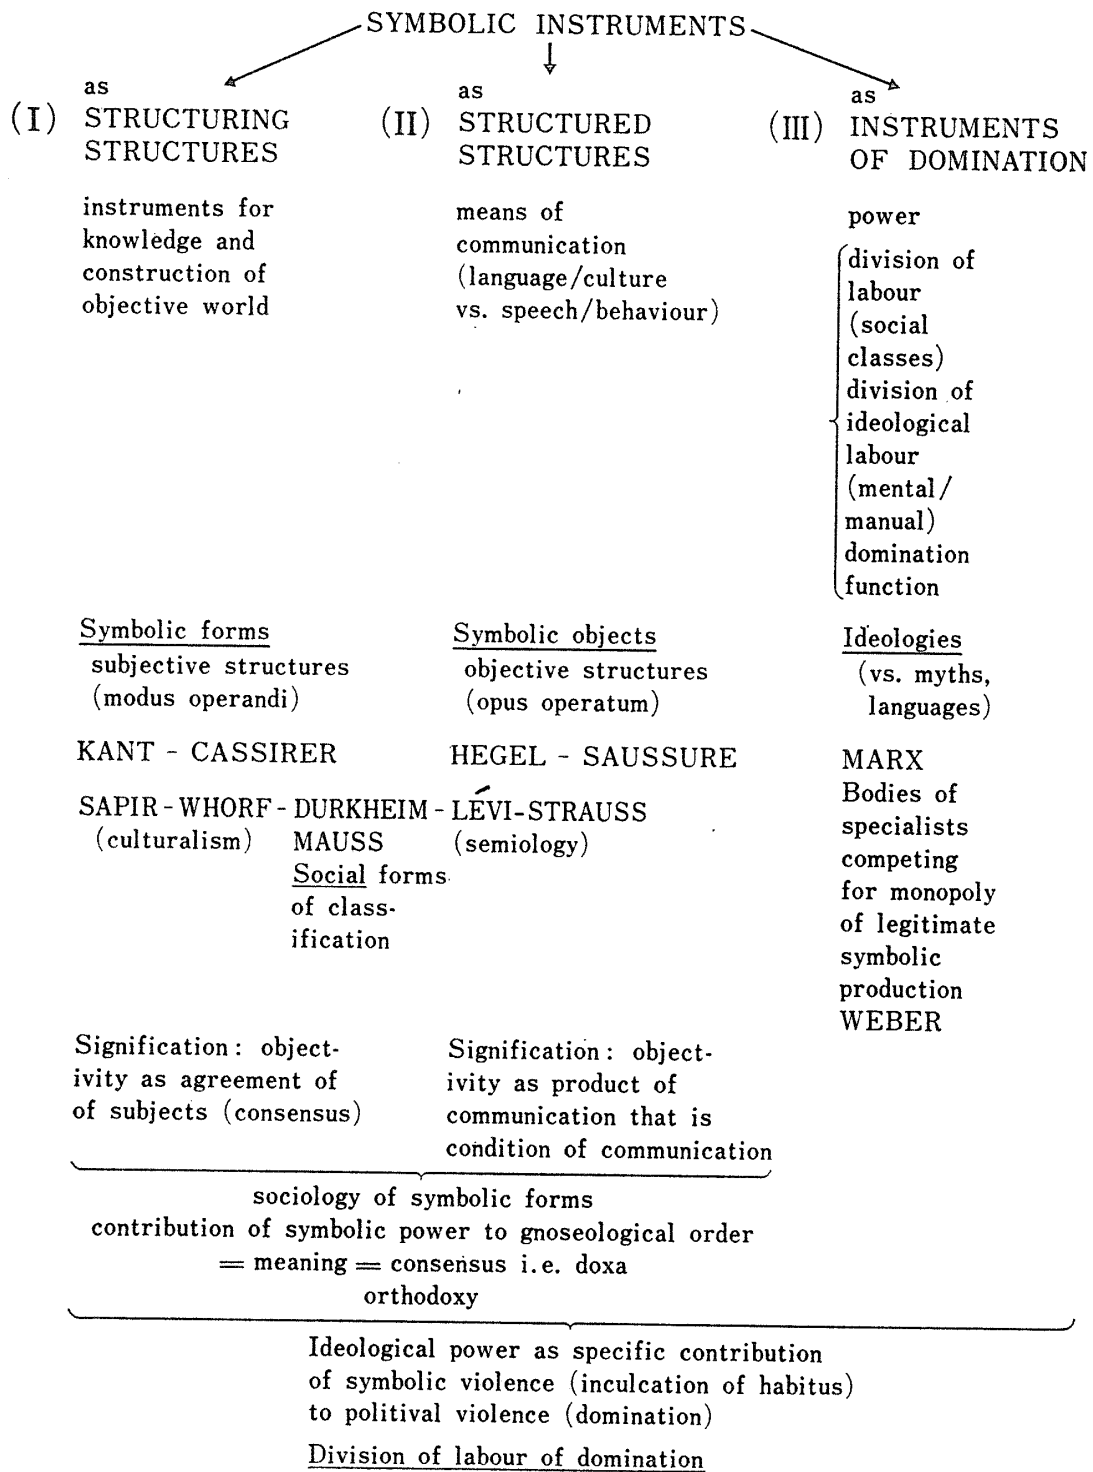 SYMBOLIC INSTRUMENTS
(I) as
STRUCTURING
STRUCTURES
instruments for
knowledge and
construction of
objective world
(II) as
STRUCTURED
STRUCTURES
means of
communication
(language/culture
vs. speech/behaviour)
(III) as
INSTRUMENTS
OF DOMINATION
power
division of
labour
(social
classes)
division of
ideological
labour
(mental/
manual)
domination
function
Symbolic forms
subjective structures
(modus operandi)
Symbolic objects
objective structures
(opus operatum)
Ideologies
(vs. myths,
languages)
KANT - CASSIRER
HEGEL - SAUSSURE
SAPIR - WHORF - DURKHEIM - LÉVI-STRAUSS
(culturalism) MAUSS (semiology)
Social forms
of class-
ification
MARX
Bodies of
specialists
competing
for monopoly
of legitimate
symbolic
production
WEBER
Signification: object-
ivity as agreement of
of subjects (consensus)
Signification: object-
ivity as product of
communication that is
condition of communication
sociology of symbolic forms
contribution of symbolic power to gnoseological order
= meaning = consensus i.e. doxa
orthodoxy
Ideological power as specific contribution
of symbolic violence (inculcation of habitus)
to politival violence (domination)
Division of labour of domination